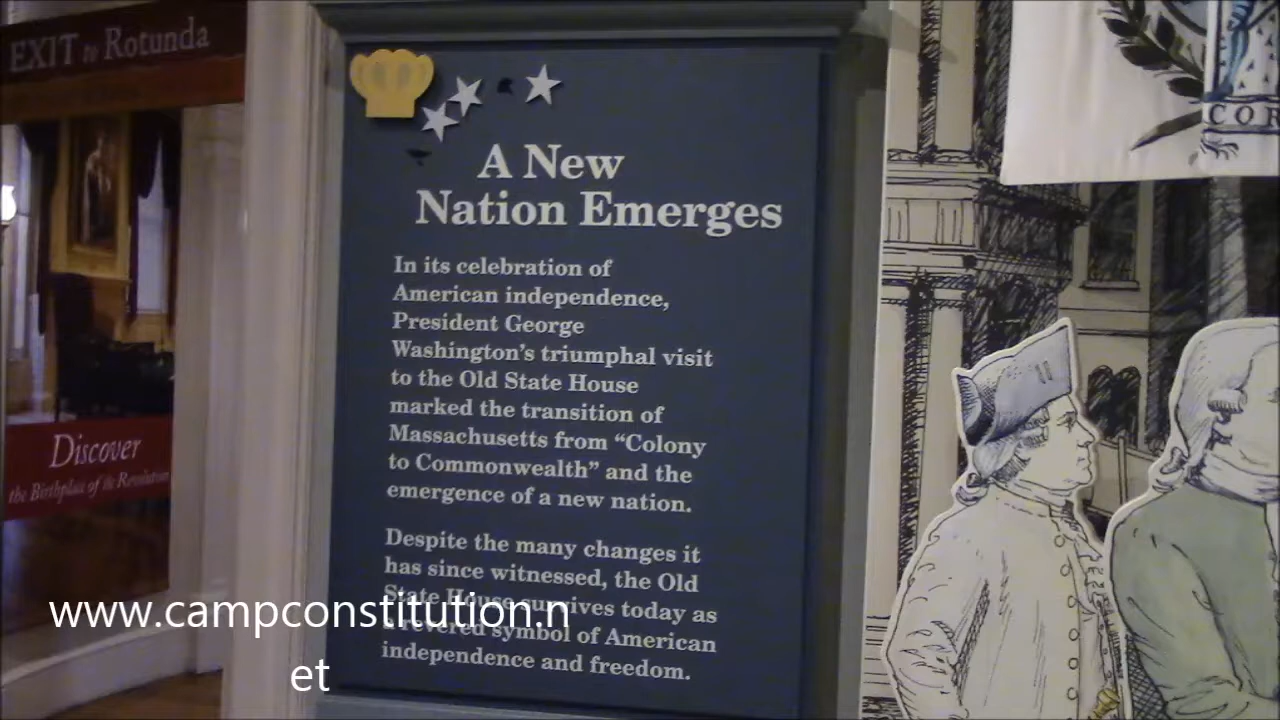 EXIT to Rotunda
A New
Nation Emerges
In its celebration of
American independence,
President George
Washington's triumphal visit
to the Old State House
marked the transition of
Massachusetts from “Colony
to Commonwealth” and the
emergence of a new nation.
Despite the many changes it
has since witnessed, the Old
State House survives today as
a revered symbol of American
independence and freedom.
Discover
the Birthplace of the Revolution
COR
www.campconstitution.n
et